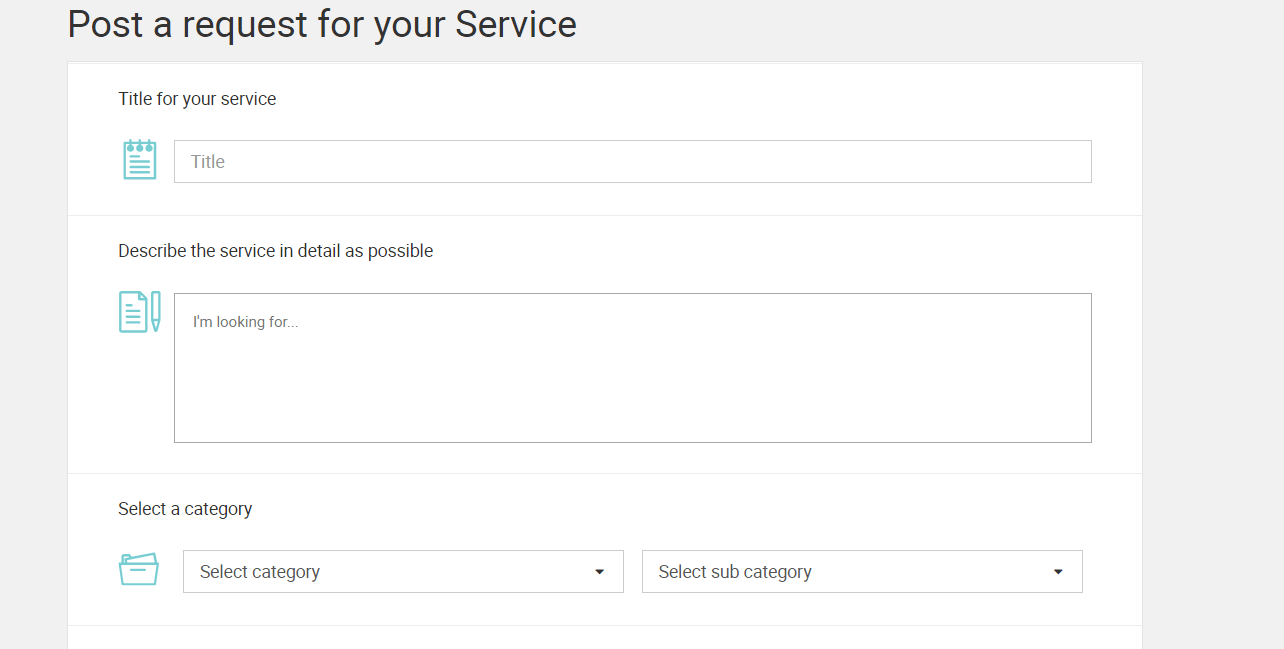 Post a request for your Service
Title for your service
Title
Describe the service in detail as possible
I'm looking for...
Select a category
Select category
Select sub category